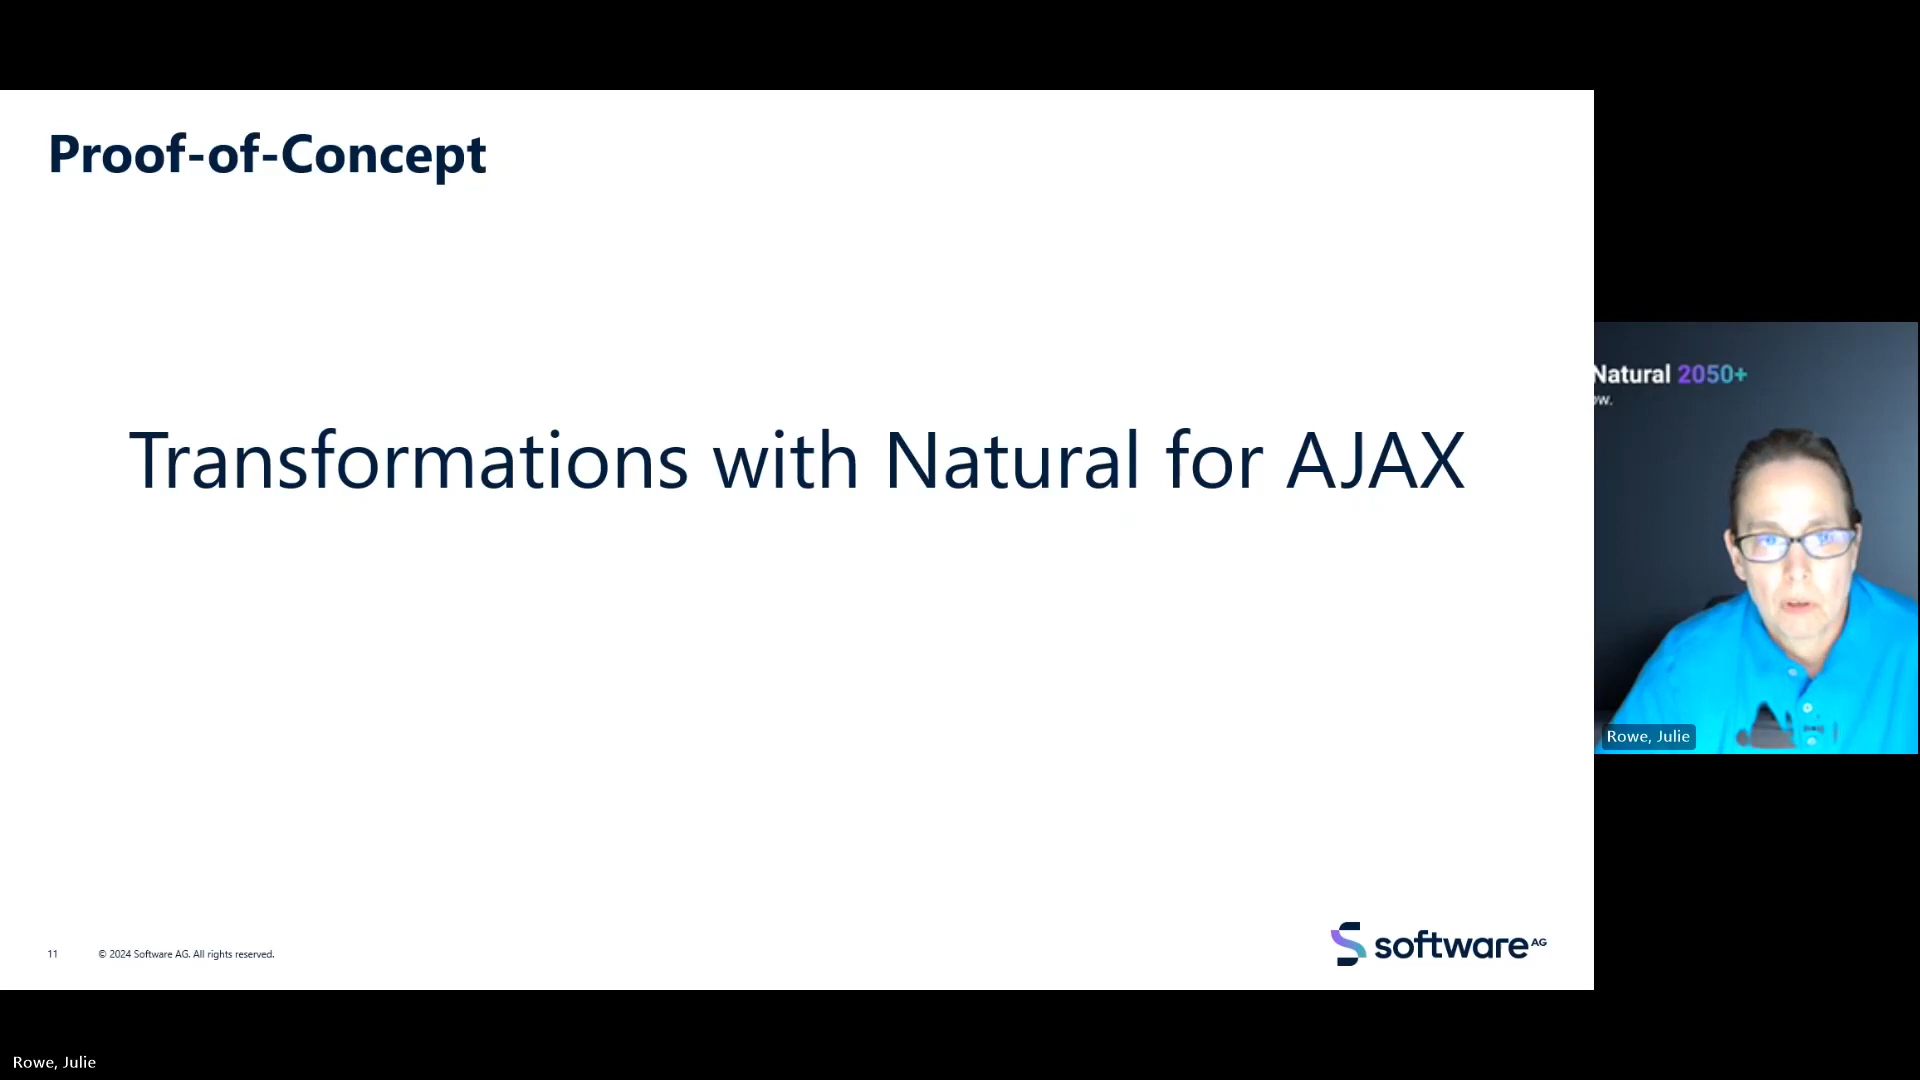 Proof-of-Concept
Transformations with Natural for AJAX
11 © 2024 Software AG. All rights reserved.
software AG
Natural 2050+
ow.
Rowe, Julie
Rowe, Julie